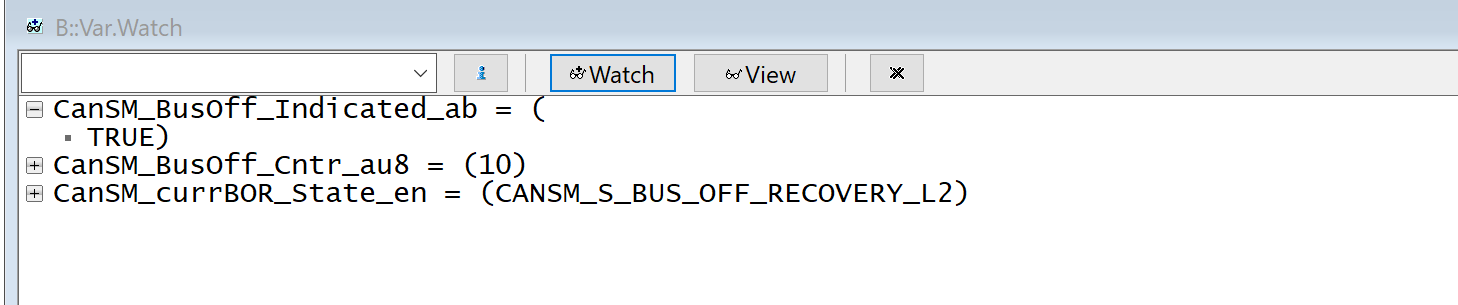 B::Var.Watch
Watch View
CanSM_BusOff_Indicated_ab = (
TRUE)
CanSM_BusOff_Cntr_au8 = (10)
CanSM_currBOR_State_en = (CANSM_S_BUS_OFF_RECOVERY_L2)